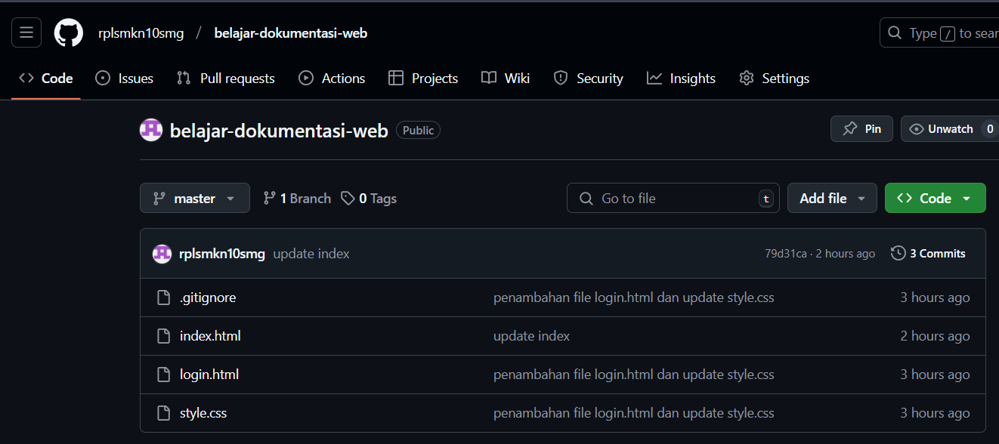 rplsmkn10smg / belajar-dokumentasi-web
Type / to sear
Code Issues Pull requests Actions Projects Wiki Security Insights Settings
belajar-dokumentasi-web Public
Pin Unwatch 0
master 1 Branch 0 Tags Go to file t Add file Code
rplsmkn10smg update index 79d31ca · 2 hours ago 3 Commits
.gitignore penambahan file login.html dan update style.css 3 hours ago
index.html update index 2 hours ago
login.html penambahan file login.html dan update style.css 3 hours ago
style.css penambahan file login.html dan update style.css 3 hours ago